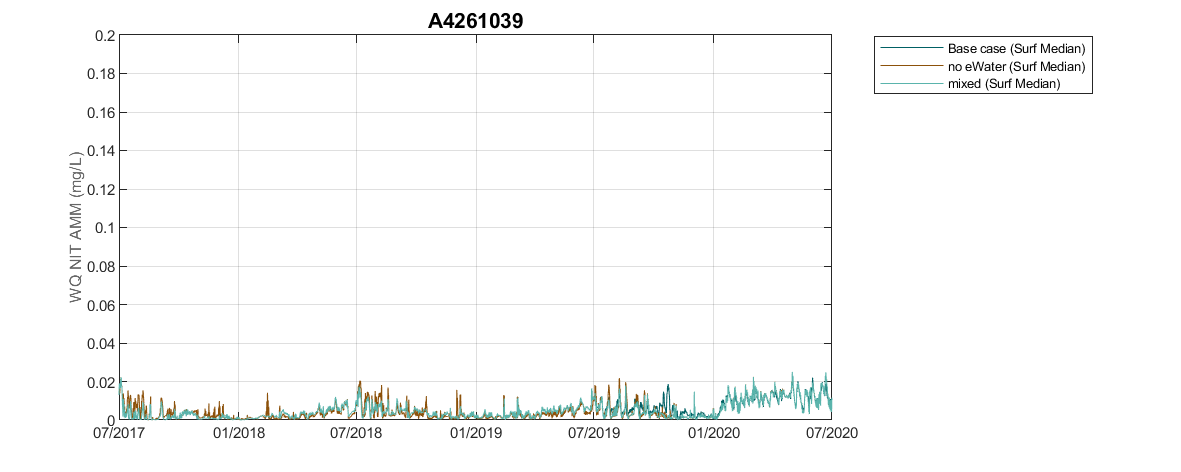 A4261039
0.2
0.18
0.16
0.14
0.12
0.1
0.08
0.06
0.04
0.02
0
WQ NIT AMM (mg/L)
07/2017 01/2018 07/2018 01/2019 07/2019 01/2020 07/2020
Base case (Surf Median)
no eWater (Surf Median)
mixed (Surf Median)